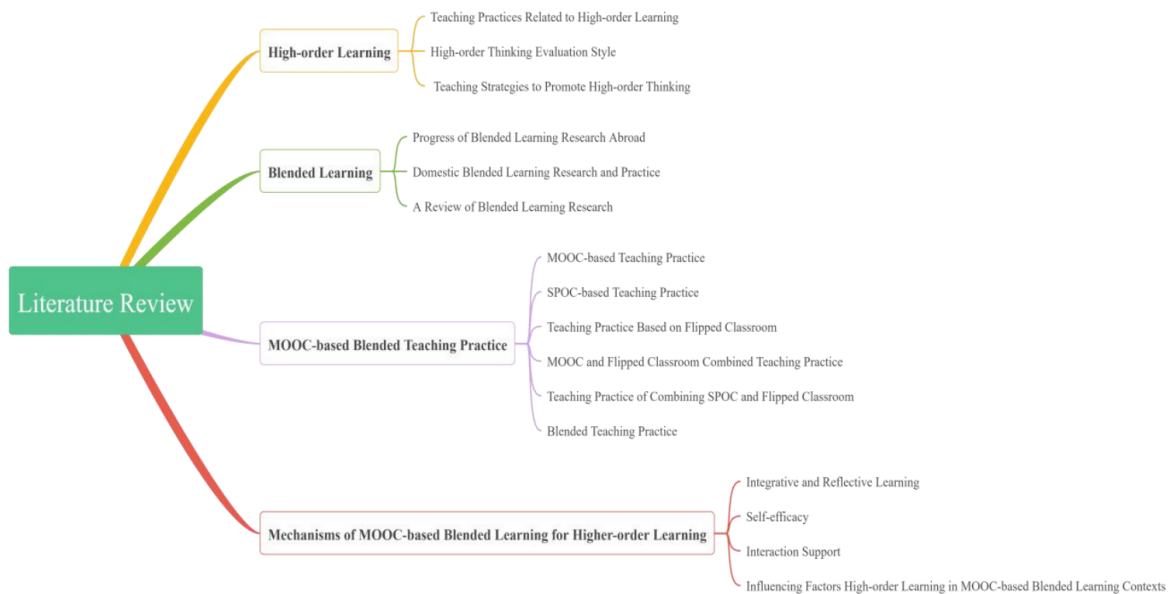 Literature Review
High-order Learning
Teaching Practices Related to High-order Learning
High-order Thinking Evaluation Style
Teaching Strategies to Promote High-order Thinking
Blended Learning
Progress of Blended Learning Research Abroad
Domestic Blended Learning Research and Practice
A Review of Blended Learning Research
MOOC-based Blended Teaching Practice
MOOC-based Teaching Practice
SPOC-based Teaching Practice
Teaching Practice Based on Flipped Classroom
MOOC and Flipped Classroom Combined Teaching Practice
Teaching Practice of Combining SPOC and Flipped Classroom
Blended Teaching Practice
Mechanisms of MOOC-based Blended Learning for Higher-order Learning
Integrative and Reflective Learning
Self-efficacy
Interaction Support
Influencing Factors High-order Learning in MOOC-based Blended Learning Contexts